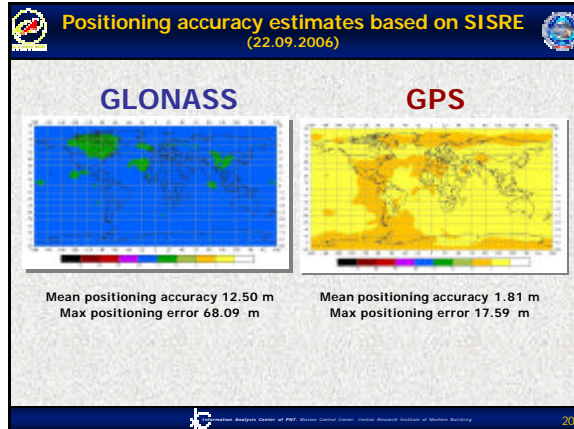 Positioning accuracy estimates based on SISRE
(22.09.2006)
GLONASS
GPS
Mean positioning accuracy 12.50 m
Max positioning error 68.09 m
Mean positioning accuracy 1.81 m
Max positioning error 17.59 m
Information Analysis Center of PNT, Mission Control Center, Central Research Institute of Machine Building
20